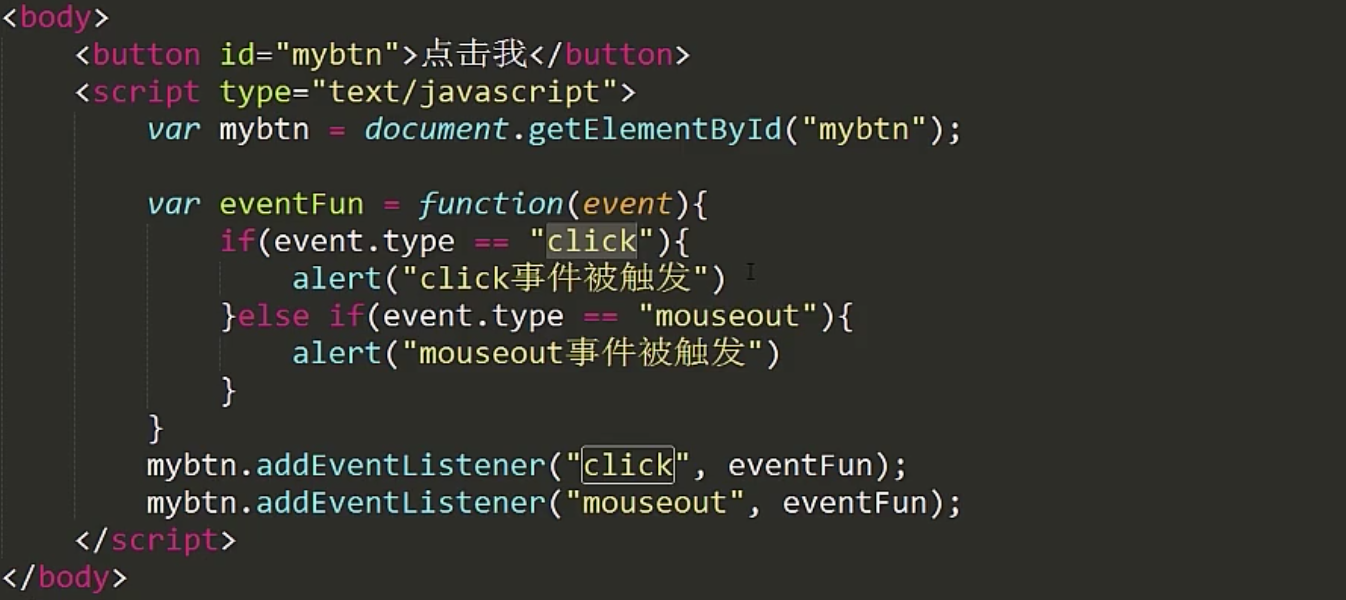 <body>
    <button id="mybtn">点击我</button>
    <script type="text/javascript">
        var mybtn = document.getElementById("mybtn");
        var eventFun = function(event){
            if(event.type == "click"){
                alert("click事件被触发")
            }else if(event.type == "mouseout"){
                alert("mouseout事件被触发")
            }
        }
        mybtn.addEventListener("click", eventFun);
        mybtn.addEventListener("mouseout", eventFun);
    </script>
</body>